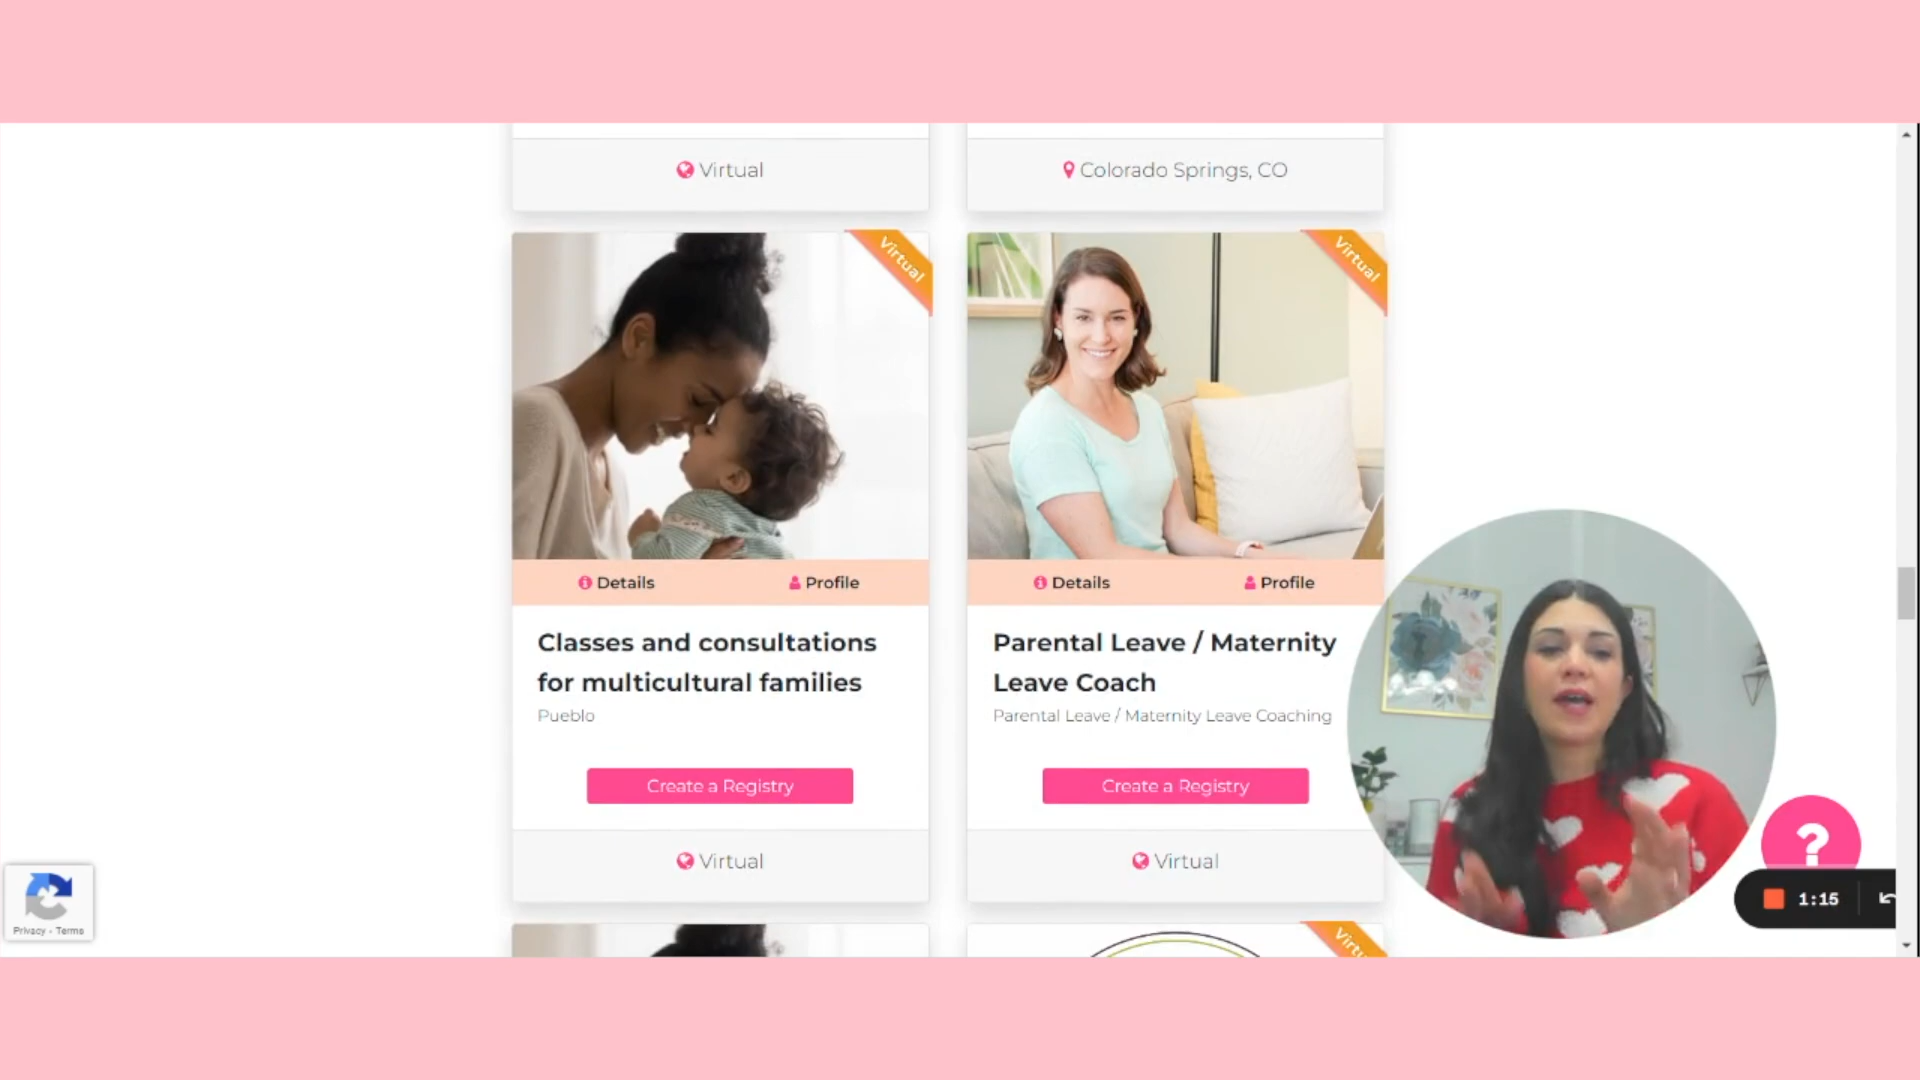 Virtual
Colorado Springs, CO
Virtual
Virtual
Details
Profile
Details
Profile
Classes and consultations
for multicultural families
Pueblo
Create a Registry
Parental Leave / Maternity
Leave Coach
Parental Leave / Maternity Leave Coaching
Create a Registry
Virtual
Virtual
?
1:15
Privacy - Terms